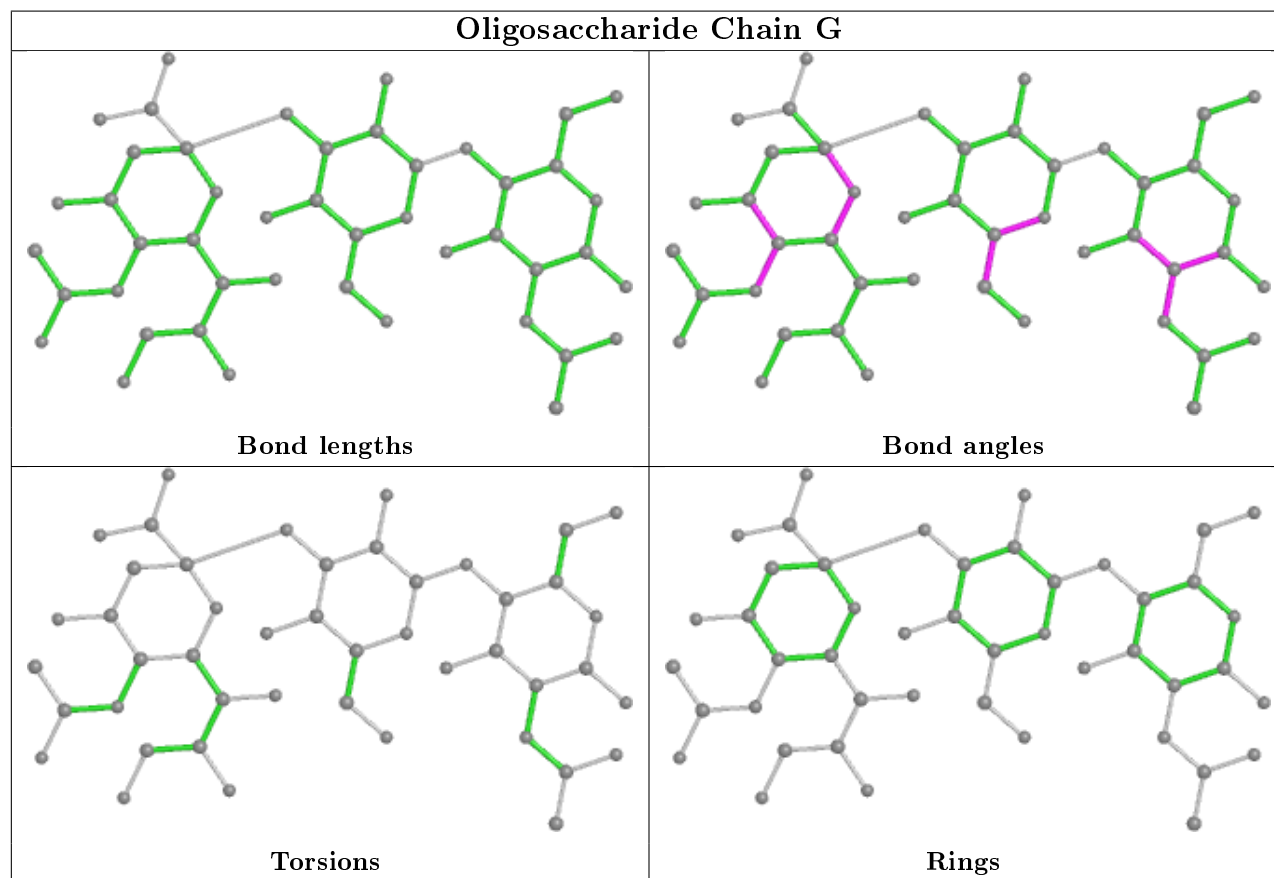 Oligosaccharide Chain G
Bond lengths
Bond angles
Torsions
Rings